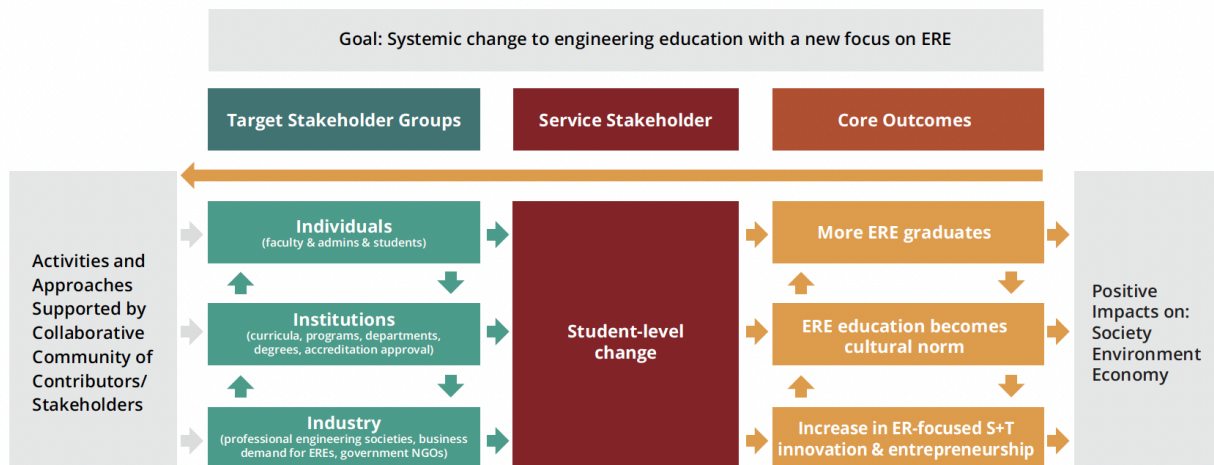 Goal: Systemic change to engineering education with a new focus on ERE
Target Stakeholder Groups
Service Stakeholder
Core Outcomes
Activities and
Approaches
Supported by
Collaborative
Community of
Contributors/
Stakeholders
Individuals
(faculty & admins & students)
Institutions
(curricula, programs, departments,
degrees, accreditation approval)
Industry
(professional engineering societies, business
demand for EREs, government NGOs)
Student-level
change
More ERE graduates
ERE education becomes
cultural norm
Increase in ER-focused S+T
innovation & entrepreneurship
Positive
Impacts on:
Society
Environment
Economy